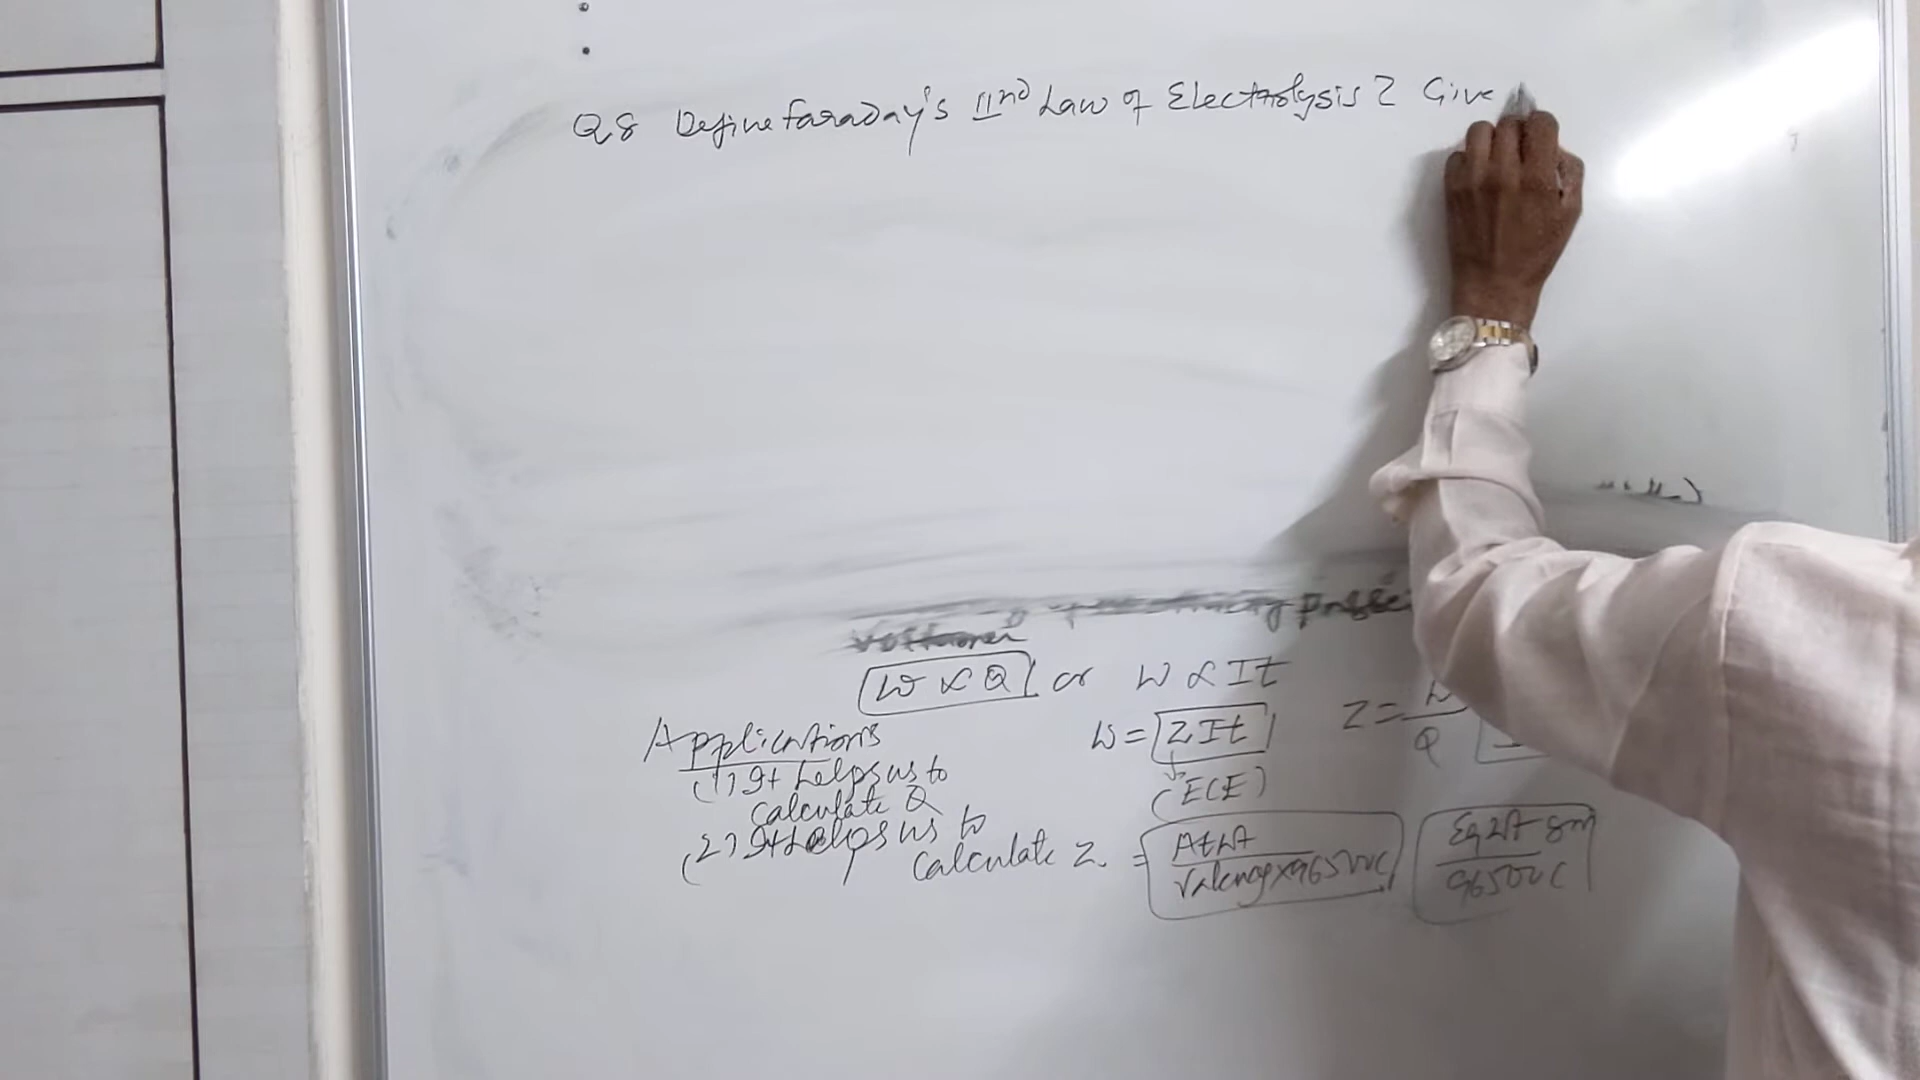 Q8 Define Faraday's IInd Law of Electrolysis? Give
W ∝ Q or W ∝ It
Applications
W = ZIt Z = W/Q
(1) It helps us to
calculate Q
(ECE)
(2) It helps us to
calculate Z = At wt / Valency x 96500C Eq wt gm / 96500C